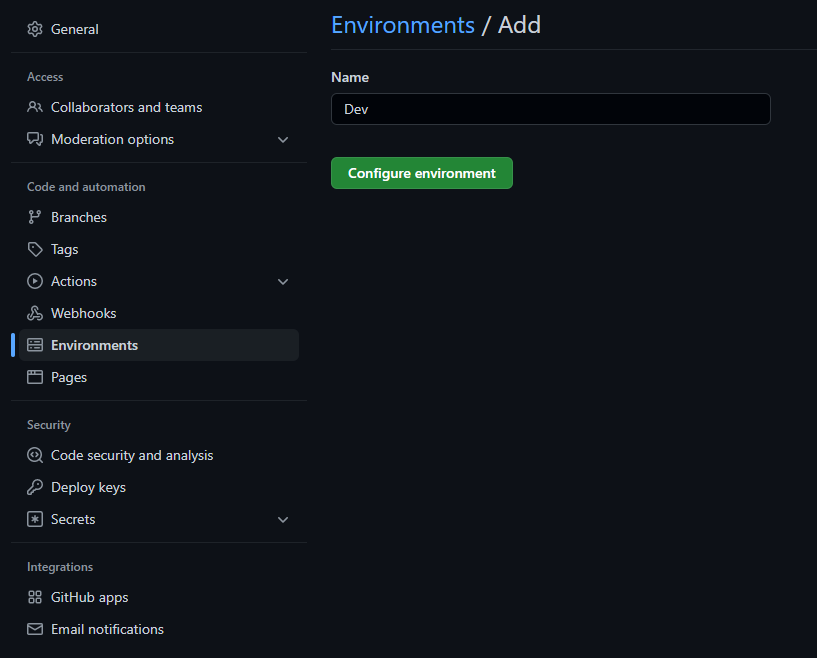 General
Access
Collaborators and teams
Moderation options
Code and automation
Branches
Tags
Actions
Webhooks
Environments
Pages
Security
Code security and analysis
Deploy keys
Secrets
Integrations
GitHub apps
Email notifications
Environments / Add
Name
Dev
Configure environment